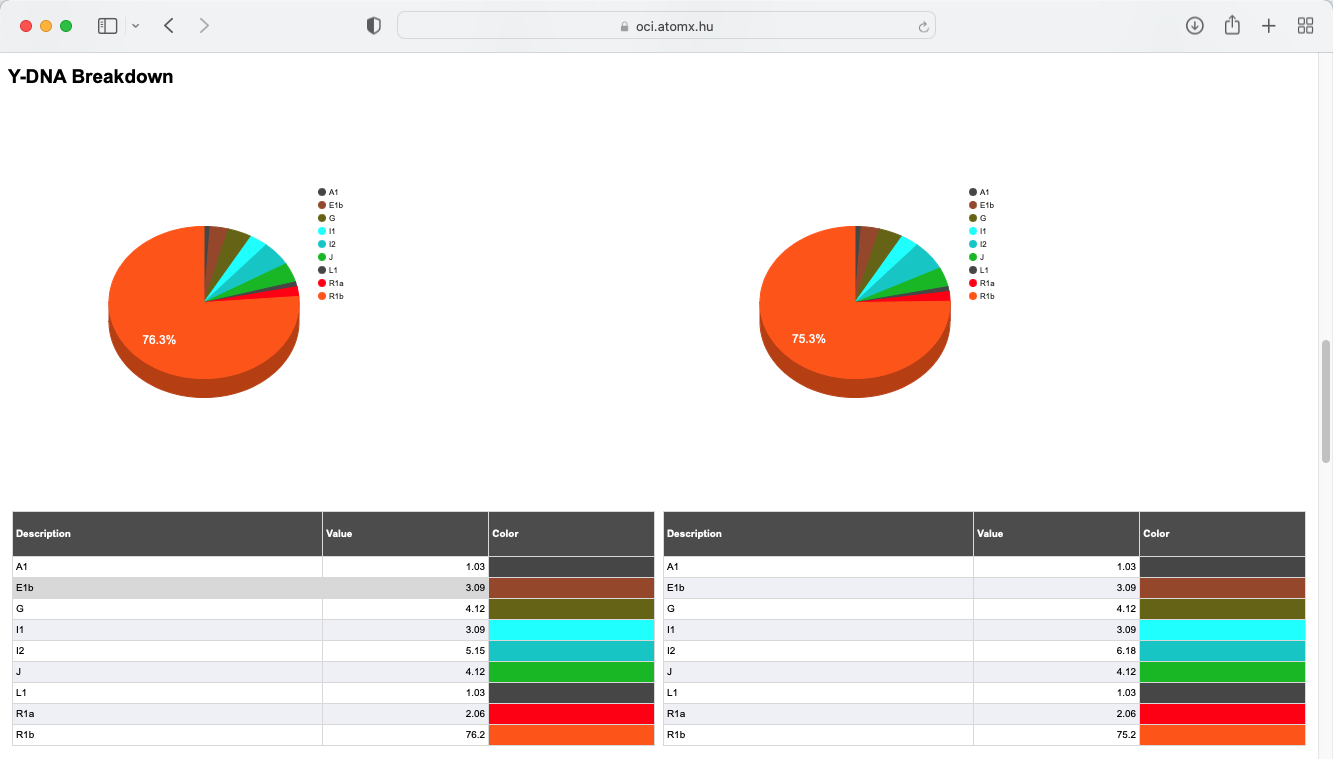 oci.atomx.hu
Y-DNA Breakdown
A1
E1b
G
I1
I2
J
L1
R1a
R1b
76.3%
A1
E1b
G
I1
I2
J
L1
R1a
R1b
75.3%
Description Value Color
A1 1.03
E1b 3.09
G 4.12
I1 3.09
I2 5.15
J 4.12
L1 1.03
R1a 2.06
R1b 76.2
Description Value Color
A1 1.03
E1b 3.09
G 4.12
I1 3.09
I2 6.18
J 4.12
L1 1.03
R1a 2.06
R1b 75.2